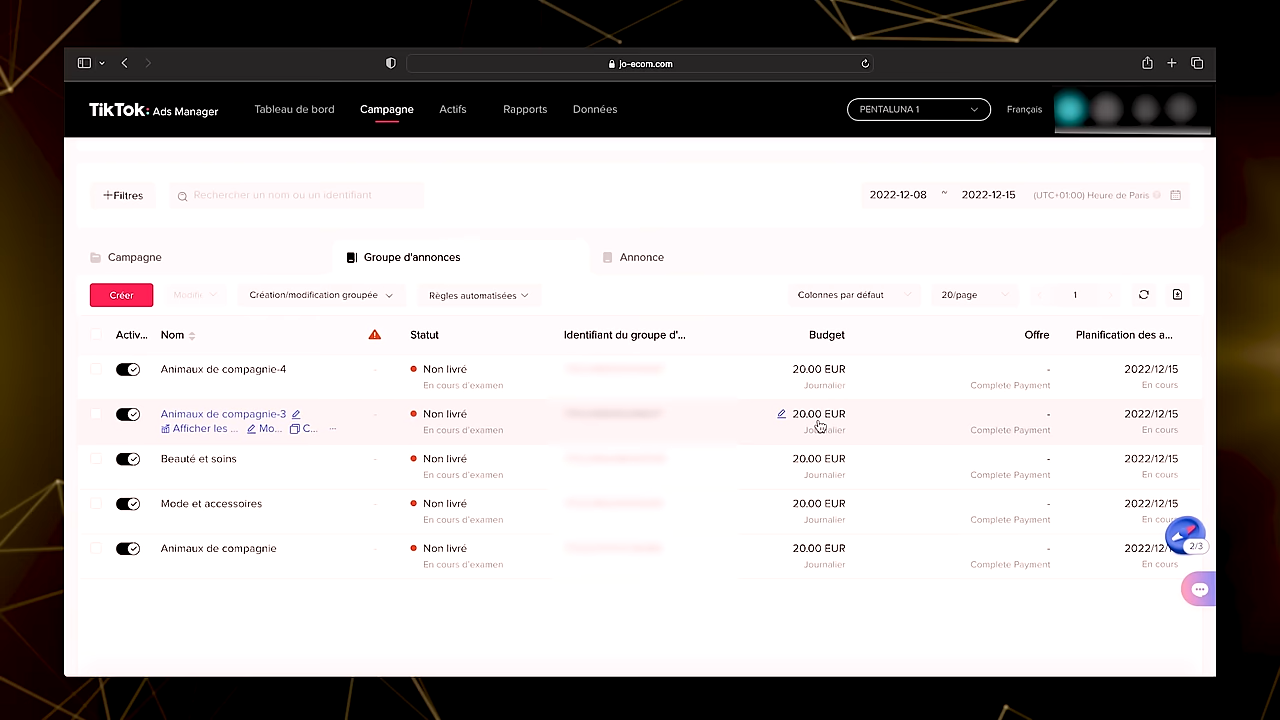 jo-ecom.com
TikTok: Ads Manager
Tableau de bord
Campagne
Actifs
Rapports
Données
PENTALUNA 1
Français
+Filtres
Rechercher un nom ou un identifiant
2022-12-08 ~ 2022-12-15 (UTC+01:00) Heure de Paris
Campagne
Groupe d'annonces
Annonce
Créer
Modifie
Création/modification groupée
Règles automatisées
Colonnes par défaut
20/page
1
Activ... Nom Statut Identifiant du groupe d'... Budget Offre Planification des a...
Animaux de compagnie-4 - Non livré 20.00 EUR - 2022/12/15
En cours d'examen Journalier Complete Payment En cours
Animaux de compagnie-3 - Non livré 20.00 EUR - 2022/12/15
Afficher les ... Mo... C... ... En cours d'examen Complete Payment En cours
Beauté et soins - Non livré 20.00 EUR - 2022/12/15
En cours d'examen Journalier Complete Payment En cours
Mode et accessoires - Non livré 20.00 EUR - 2022/12/15
En cours d'examen Journalier Complete Payment En cours
Animaux de compagnie - Non livré 20.00 EUR - 2022/12/
En cours d'examen Journalier Complete Payment En cours
2/3